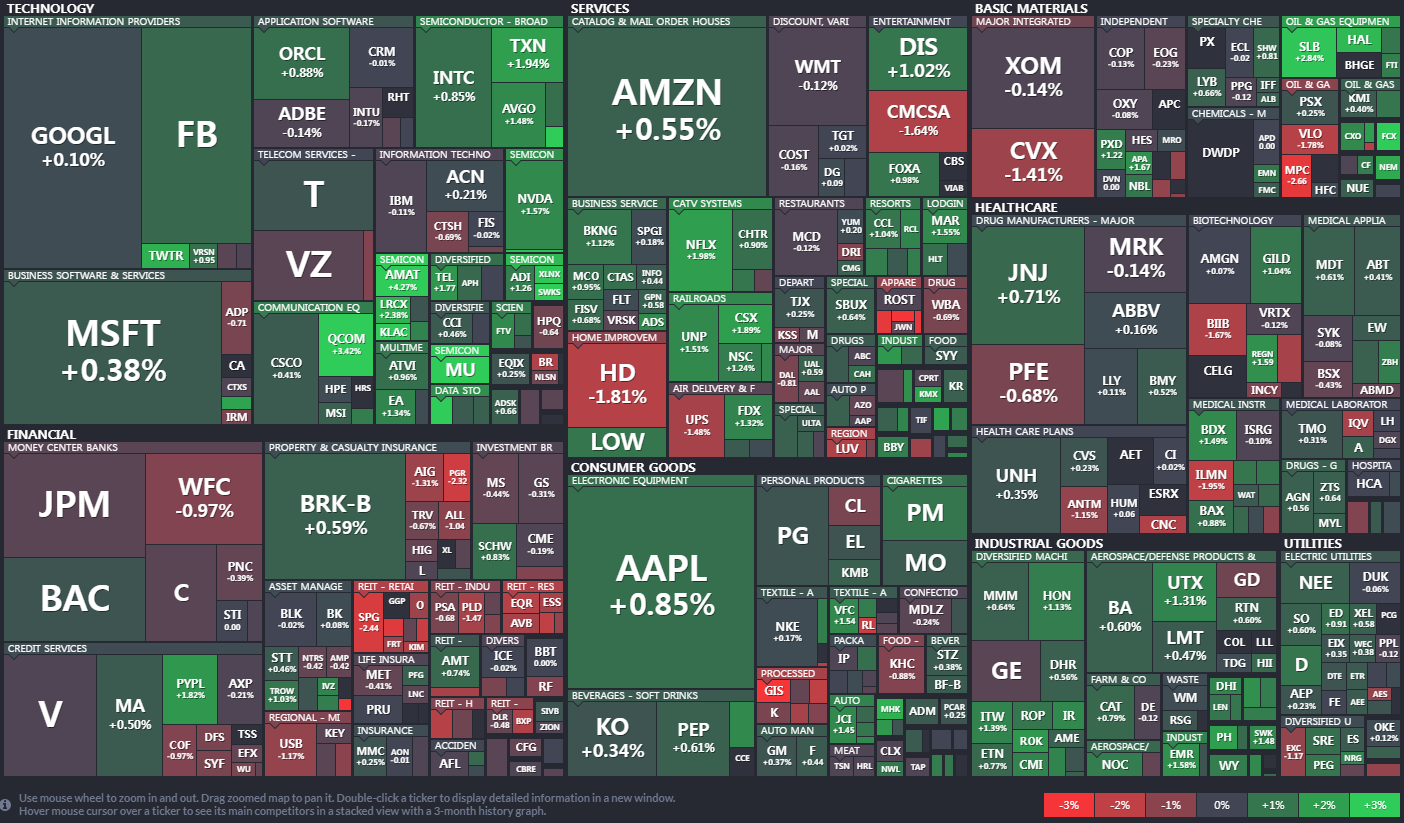 TECHNOLOGY
INTERNET INFORMATION PROVIDERS
GOOGL
+0.10%
FB
TWTR
VRSN
+0.95
APPLICATION SOFTWARE
ORCL
+0.88%
CRM
-0.01%
ADBE
-0.14%
INTU
-0.17%
RHT
SEMICONDUCTOR - BROAD
INTC
+0.85%
TXN
+1.94%
AVGO
+1.48%
TELECOM SERVICES -
T
VZ
INFORMATION TECHNO
IBM
-0.11%
ACN
+0.21%
CTSH
-0.69%
FIS
-0.02%
SEMICON
NVDA
+1.57%
BUSINESS SOFTWARE & SERVICES
MSFT
+0.38%
ADP
-0.71
CA
CTXS
IRM
COMMUNICATION EQ
CSCO
+0.41%
QCOM
+3.42%
HPE
HRS
MSI
SEMICON
AMAT
+4.27%
LRCX
+2.38%
KLAC
DIVERSIFIED
TEL
+1.77
APH
SEMICON
ADI
+1.26
XLNX
SWKS
DIVERSIFIE
CCI
+0.46%
SCIEN
FTV
HPQ
-0.64
MULTIME
ATVI
+0.96%
EA
+1.34%
SEMICON
MU
EQIX
+0.25%
BR
NLSN
DATA STO
ADSK
+0.66
FINANCIAL
MONEY CENTER BANKS
JPM
WFC
-0.97%
BAC
C
PNC
-0.39%
STI
0.00
CREDIT SERVICES
V
MA
+0.50%
PYPL
+1.82%
AXP
-0.21%
COF
-0.97%
DFS
SYF
TSS
EFX
WU
PROPERTY & CASUALTY INSURANCE
BRK-B
+0.59%
AIG
-1.31%
PGR
-2.32
TRV
-0.67%
ALL
-1.04
HIG
XL
L
INVESTMENT BR
MS
-0.44%
GS
-0.31%
SCHW
+0.83%
CME
-0.19%
ASSET MANAGE
BLK
-0.02%
BK
+0.08%
STT
+0.46%
NTRS
-0.42
AMP
-0.42
TROW
+1.03%
IVZ
REIT - RETAI
SPG
-2.44
GGP
O
FRT
KIM
REIT - INDU
PSA
-0.68
PLD
-1.47
REIT - RES
EQR
ESS
AVB
REIT -
AMT
+0.74%
DIVERS
ICE
-0.02%
BBT
0.00%
RF
LIFE INSURA
MET
-0.41%
PFG
LNC
PRU
REGIONAL - MI
USB
-1.17%
KEY
INSURANCE
MMC
+0.25%
AON
-0.01
REIT - H
REIT -
DLR
-0.48
BXP
SIVB
ZION
ACCIDEN
AFL
CFG
CBRE
SERVICES
CATALOG & MAIL ORDER HOUSES
AMZN
+0.55%
DISCOUNT, VARI
WMT
-0.12%
COST
-0.16%
TGT
+0.02%
DG
+0.09
ENTERTAINMENT
DIS
+1.02%
CMCSA
-1.64%
FOXA
+0.98%
CBS
VIAB
BUSINESS SERVICE
BKNG
+1.12%
SPGI
+0.18%
MCO
+0.95%
CTAS
INFO
+0.44
FISV
+0.68%
FLT
GPN
+0.58
VRSK
ADS
CATV SYSTEMS
NFLX
+1.98%
CHTR
+0.90%
RESTAURANTS
MCD
-0.12%
YUM
+0.20
DRI
CMG
RESORTS
CCL
+1.04%
RCL
LODGIN
MAR
+1.55%
HLT
HOME IMPROVEM
HD
-1.81%
LOW
RAILROADS
UNP
+1.51%
CSX
+1.89%
NSC
+1.24%
AIR DELIVERY & F
UPS
-1.48%
FDX
+1.32%
DEPART
TJX
+0.25%
KSS
M
SPECIAL
SBUX
+0.64%
APPARE
ROST
JWN
DRUG
WBA
-0.69%
MAJOR
DAL
-0.81
UAL
+0.59
AAL
DRUGS
ABC
CAH
INDUST
FOOD
SYY
AUTO P
AZO
AAP
CPRT
KMX
KR
SPECIAL
ULTA
REGION
LUV
TIF
BBY
CONSUMER GOODS
ELECTRONIC EQUIPMENT
AAPL
+0.85%
BEVERAGES - SOFT DRINKS
KO
+0.34%
PEP
+0.61%
CCE
PERSONAL PRODUCTS
PG
CL
EL
KMB
CIGARETTES
PM
MO
TEXTILE - A
NKE
+0.17%
TEXTILE - A
VFC
+1.54
RL
CONFECTIO
MDLZ
-0.24%
PACKA
IP
FOOD -
KHC
-0.88%
BEVER
STZ
+0.38%
BF-B
PROCESSED
GIS
K
AUTO
JCI
+1.45
MHK
ADM
PCAR
+0.25
AUTO MAN
GM
+0.37%
F
+0.44
MEAT
TSN
HRL
CLX
NWL
TAP
BASIC MATERIALS
MAJOR INTEGRATED
XOM
-0.14%
CVX
-1.41%
INDEPENDENT
COP
-0.13%
EOG
-0.23%
OXY
-0.08%
APC
PXD
+1.22
HES
MRO
APA
+1.67
DVN
0.00
NBL
SPECIALTY CHE
PX
ECL
-0.02
SHW
+0.81
LYB
+0.66%
PPG
-0.12
IFF
ALB
CHEMICALS - M
DWDP
APD
0.00
EMN
FMC
OIL & GAS EQUIPMEN
SLB
+2.84%
HAL
BHGE
FTI
OIL & GA
PSX
+0.25%
VLO
-1.78%
MPC
-2.66
HFC
OIL & GAS
KMI
+0.40%
CXO
FCX
CF
NEM
NUE
HEALTHCARE
DRUG MANUFACTURERS - MAJOR
JNJ
+0.71%
PFE
-0.68%
MRK
-0.14%
ABBV
+0.16%
LLY
+0.11%
BMY
+0.52%
BIOTECHNOLOGY
AMGN
+0.07%
GILD
+1.04%
BIIB
-1.67%
VRTX
-0.12%
CELG
REGN
+1.59
INCY
MEDICAL APPLIA
MDT
+0.61%
ABT
+0.41%
SYK
-0.08%
EW
BSX
-0.43%
ZBH
ABMD
HEALTH CARE PLANS
UNH
+0.35%
CVS
+0.23%
AET
CI
+0.02%
ANTM
-1.15%
HUM
+0.06
ESRX
CNC
MEDICAL INSTR
BDX
+1.49%
ISRG
-0.10%
ILMN
-1.95%
WAT
BAX
+0.88%
MEDICAL LABORATOR
TMO
+0.31%
IQV
LH
A
DGX
DRUGS - G
AGN
+0.56
ZTS
+0.64
MYL
HOSPITA
HCA
INDUSTRIAL GOODS
DIVERSIFIED MACHI
MMM
+0.64%
HON
+1.13%
GE
DHR
+0.56%
ITW
+1.39%
ROP
IR
ROK
AME
ETN
+0.77%
CMI
AEROSPACE/DEFENSE PRODUCTS &
BA
+0.60%
UTX
+1.31%
GD
RTN
+0.60%
LMT
+0.47%
COL
LLL
TDG
HII
FARM & CO
CAT
+0.79%
DE
-0.12
WASTE
WM
RSG
DHI
LEN
AEROSPACE/
NOC
INDUST
EMR
+1.58%
PH
SWK
+1.48
WY
UTILITIES
ELECTRIC UTILITIES
NEE
DUK
-0.06%
SO
+0.60%
ED
+0.91
XEL
+0.58
PCG
D
EIX
+0.35
WEC
+0.38
PPL
-0.12
DTE
ETR
AEP
+0.23%
FE
AEE
AES
DIVERSIFIED U
EXC
-1.17
SRE
ES
PEG
NRG
OKE
+0.12%
Use mouse wheel to zoom in and out. Drag zoomed map to pan it. Double-click a ticker to display detailed information in a new window.
Hover mouse cursor over a ticker to see its main competitors in a stacked view with a 3-month history graph.
-3%
-2%
-1%
0%
+1%
+2%
+3%